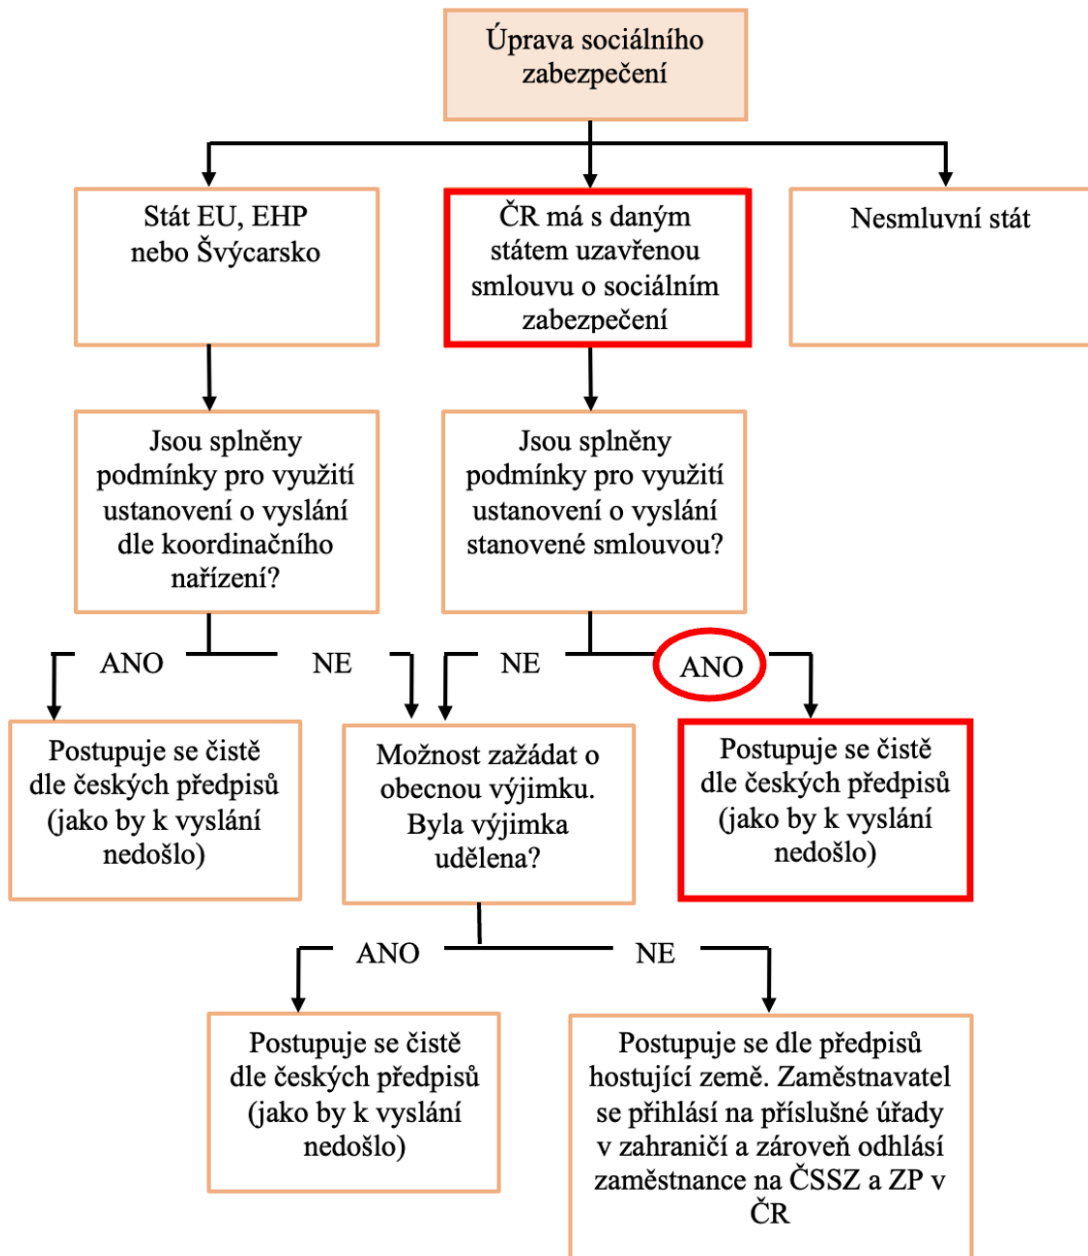 Úprava sociálního
zabezpečení
Stát EU, EHP
nebo Švýcarsko
ČR má s daným
státem uzavřenou
smlouvu o sociálním
zabezpečení
Nesmluvní stát
Jsou splněny
podmínky pro využití
ustanovení o vyslání
dle koordinačního
nařízení?
Jsou splněny
podmínky pro využití
ustanovení o vyslání
stanovené smlouvou?
ANO
NE
NE
ANO
Postupuje se čistě
dle českých předpisů
(jako by k vyslání
nedošlo)
Možnost zažádat o
obecnou výjimku.
Byla výjimka
udělena?
Postupuje se čistě
dle českých předpisů
(jako by k vyslání
nedošlo)
ANO
NE
Postupuje se čistě
dle českých předpisů
(jako by k vyslání
nedošlo)
Postupuje se dle předpisů
hostující země. Zaměstnavatel
se přihlásí na příslušné úřady
v zahraničí a zároveň odhlásí
zaměstnance na ČSSZ a ZP v
ČR